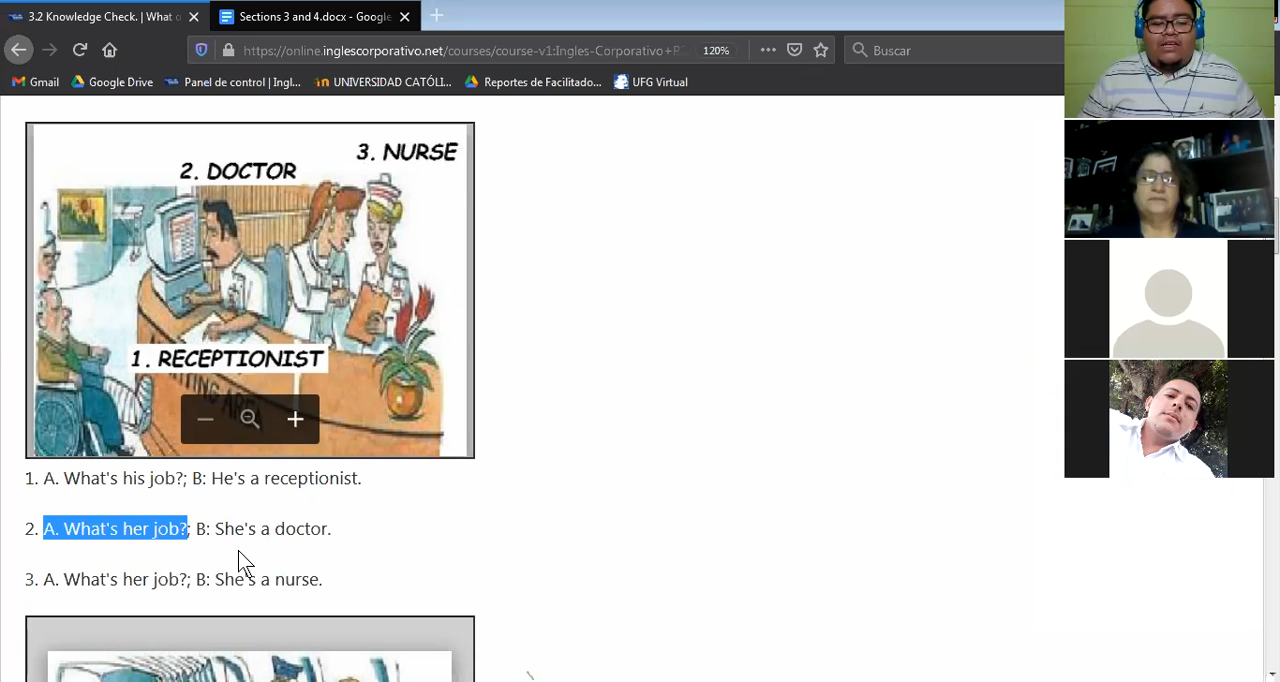 3.2 Knowledge Check. | What
Sections 3 and 4.docx - Google
https://online.inglescorporativo.net/courses/course-v1:Ingles-Corporativo+P
120%
Buscar
Gmail
Google Drive
Panel de control | Ingl...
UNIVERSIDAD CATÓLI...
Reportes de Facilitado...
UFG Virtual
3. NURSE
2. DOCTOR
1. RECEPTIONIST
1. A. What's his job?; B: He's a receptionist.
2. A. What's her job?; B: She's a doctor.
3. A. What's her job?; B: She's a nurse.